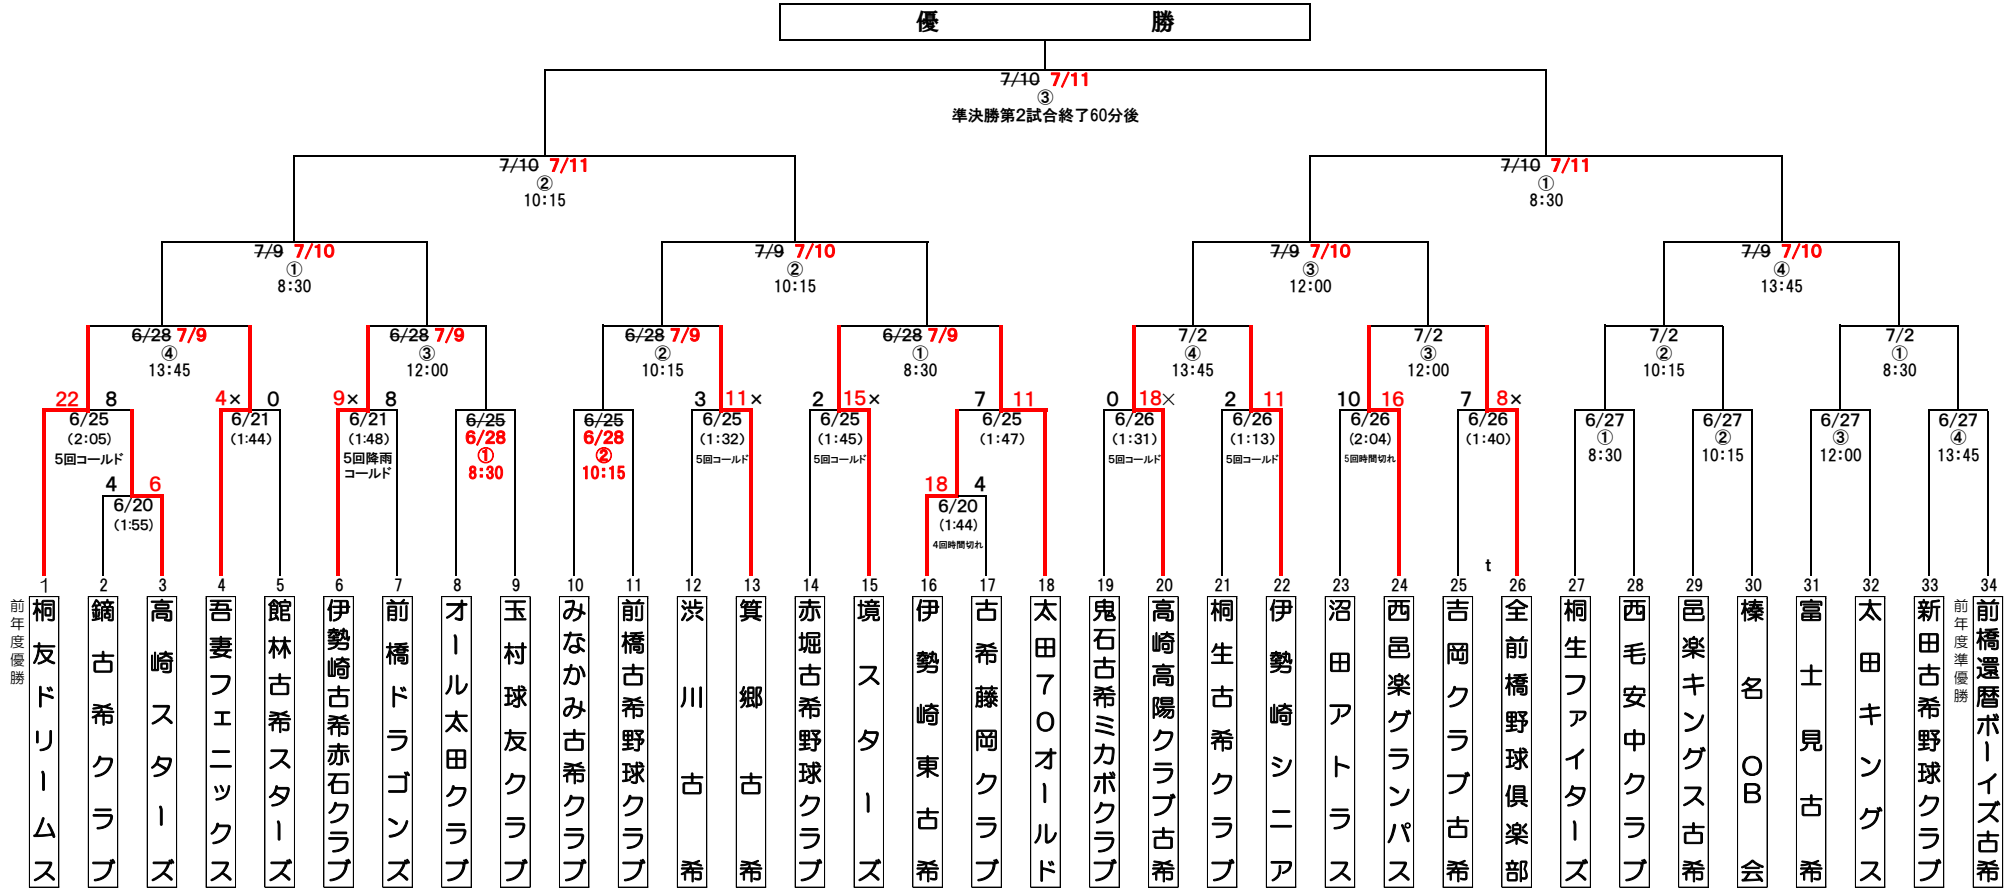 優 勝
7/10 7/11
③
準決勝第2試合終了60分後
7/10 7/11
②
10:15
7/10 7/11
①
8:30
7/9 7/10
①
8:30
7/9 7/10
②
10:15
7/9 7/10
③
12:00
7/9 7/10
④
13:45
6/28 7/9
④
13:45
6/28 7/9
③
12:00
6/28 7/9
②
10:15
6/28 7/9
①
8:30
7/2
④
13:45
7/2
③
12:00
7/2
②
10:15
7/2
①
8:30
22 8
6/25
(2:05)
5回コールド
4× 0
6/21
(1:44)
9× 8
6/21
(1:48)
5回降雨
コールド
6/25
6/28
①
8:30
6/25
6/28
②
10:15
3 11×
6/25
(1:32)
5回コールド
2 15×
6/25
(1:45)
5回コールド
7 11
6/25
(1:47)
0 18×
6/26
(1:31)
5回コールド
2 11
6/26
(1:13)
5回コールド
10 16
6/26
(2:04)
5回時間切れ
7 8×
6/26
(1:40)
6/27
①
8:30
6/27
②
10:15
6/27
③
12:00
6/27
④
13:45
4 6
6/20
(1:55)
18 4
6/20
(1:44)
4回時間切れ
t
1 2 3 4 5 6 7 8 9 10 11 12 13 14 15 16 17 18 19 20 21 22 23 24 25 26 27 28 29 30 31 32 33 34
前年度優勝
桐友ドリームス
鏑古希クラブ
高崎スターズ
吾妻フェニックス
館林古希スターズ
伊勢崎古希赤石クラブ
前橋ドラゴンズ
オール太田クラブ
玉村球友クラブ
みなかみ古希クラブ
前橋古希野球クラブ
渋川古希
箕郷古希
赤堀古希野球クラブ
境スターズ
伊勢崎東古希
古希藤岡クラブ
太田70オールド
鬼石古希ミカボクラブ
高崎高陽クラブ古希
桐生古希クラブ
伊勢崎シニア
沼田アトラス
西邑楽グランパス
吉岡クラブ古希
全前橋野球倶楽部
桐生ファイターズ
西毛安中クラブ
邑楽キングス古希
榛名OB会
富士見古希
太田キングス
新田古希野球クラブ
前年度準優勝
前橋還暦ボーイズ古希